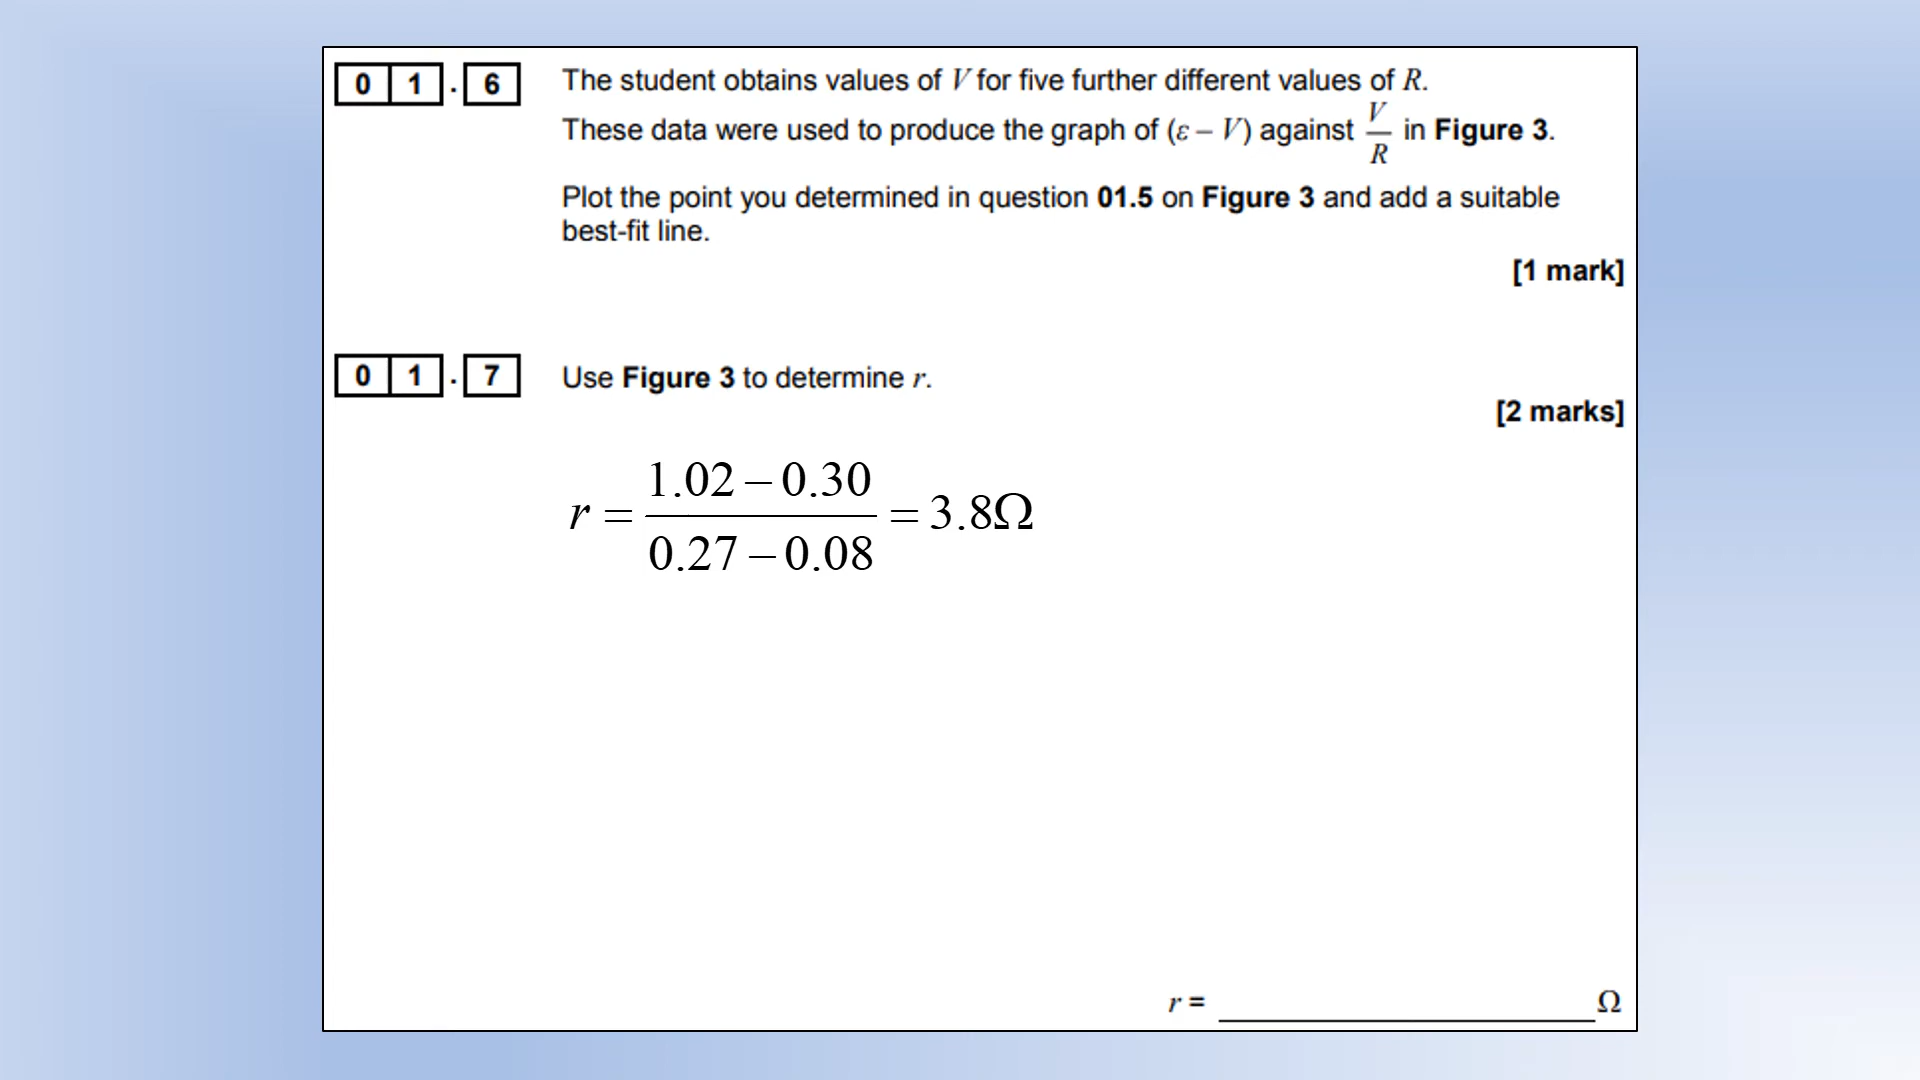 0 1 . 6 The student obtains values of V for five further different values of R.
These data were used to produce the graph of (ε – V) against V/R in Figure 3.
Plot the point you determined in question 01.5 on Figure 3 and add a suitable
best-fit line.
[1 mark]
0 1 . 7 Use Figure 3 to determine r.
[2 marks]
r = (1.02 – 0.30)/(0.27 – 0.08) = 3.8Ω
r = ____________________ Ω